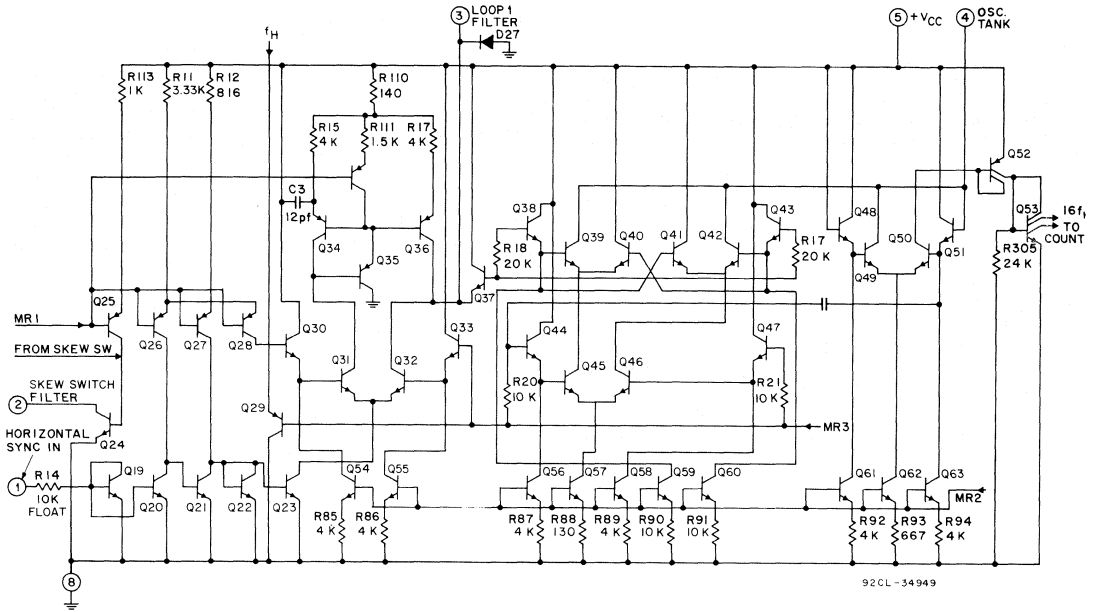 3 LOOP 1
FILTER
D27
fH
5 +VCC
4 OSC.
TANK
R113
1K
R11
3.33K
R12
816
R110
140
R15
4K
R111
1.5K
R17
4K
C3
12pf
Q34
Q35
Q36
Q37
Q38
R18
20 K
Q39
Q40
Q41
Q42
Q43
R17
20 K
Q48
Q49
Q50
Q51
Q52
Q53
16f1
TO
COUNT
R305
24 K
MR1
Q25
Q26
Q27
Q28
Q30
Q31
Q32
Q33
Q44
Q45
Q46
Q47
R20
10 K
R21
10 K
FROM SKEW SW
SKEW SWITCH
FILTER
2
Q24
Q29
MR3
HORIZONTAL
SYNC IN
1
R14
10K
FLOAT
Q19
Q20
Q21
Q22
Q23
Q54
Q55
Q56
Q57
Q58
Q59
Q60
Q61
Q62
Q63
MR2
R85
4K
R86
4K
R87
4K
R88
130
R89
4K
R90
10K
R91
10K
R92
4K
R93
667
R94
4K
8
92CL-34949